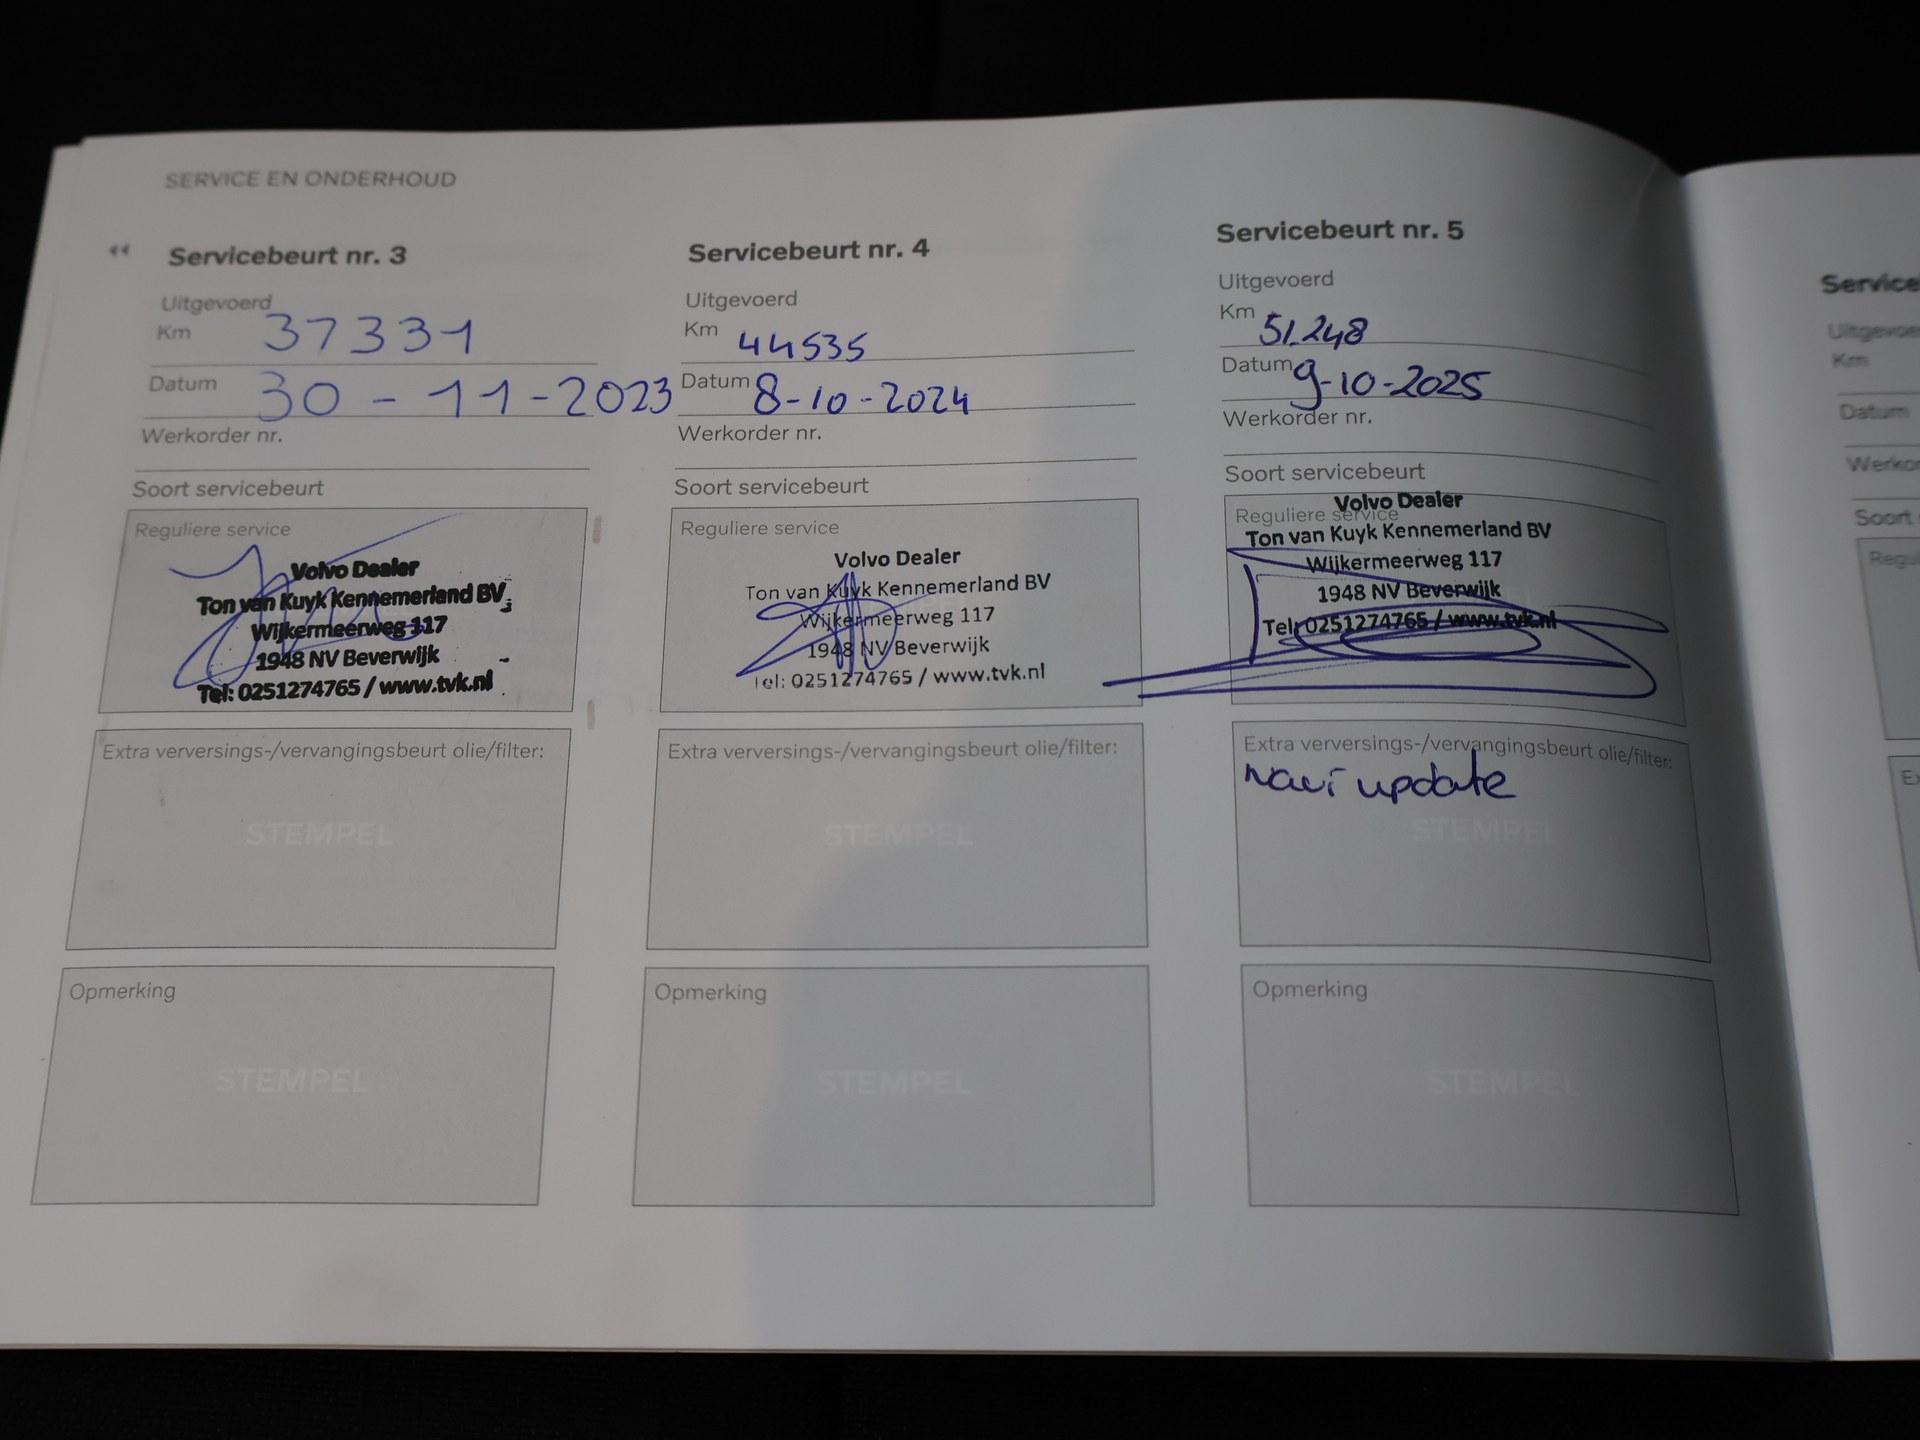 SERVICE EN ONDERHOUD
Servicebeurt nr. 3
Uitgevoerd
Km 37331
Datum 30-11-2023
Werkorder nr.
Soort servicebeurt
Reguliere service
Volvo Dealer
Ton van Kuyk Kennemerland BV
Wijkermeerweg 117
1948 NV Beverwijk
Tel: 0251274765 / www.tvk.nl
Extra verversings-/vervangingsbeurt olie/filter:
STEMPEL
Opmerking
STEMPEL
Servicebeurt nr. 4
Uitgevoerd
Km 44535
Datum 8-10-2024
Werkorder nr.
Soort servicebeurt
Reguliere service
Volvo Dealer
Ton van Kuyk Kennemerland BV
Wijkermeerweg 117
1948 NV Beverwijk
Tel: 0251274765 / www.tvk.nl
Extra verversings-/vervangingsbeurt olie/filter:
STEMPEL
Opmerking
STEMPEL
Servicebeurt nr. 5
Uitgevoerd
Km 51.248
Datum 9-10-2025
Werkorder nr.
Soort servicebeurt
Reguliere service
Volvo Dealer
Ton van Kuyk Kennemerland BV
Wijkermeerweg 117
1948 NV Beverwijk
Tel: 0251274765 / www.tvk.nl
Extra verversings-/vervangingsbeurt olie/filter:
navi update
STEMPEL
Opmerking
STEMPEL
Km
Datum